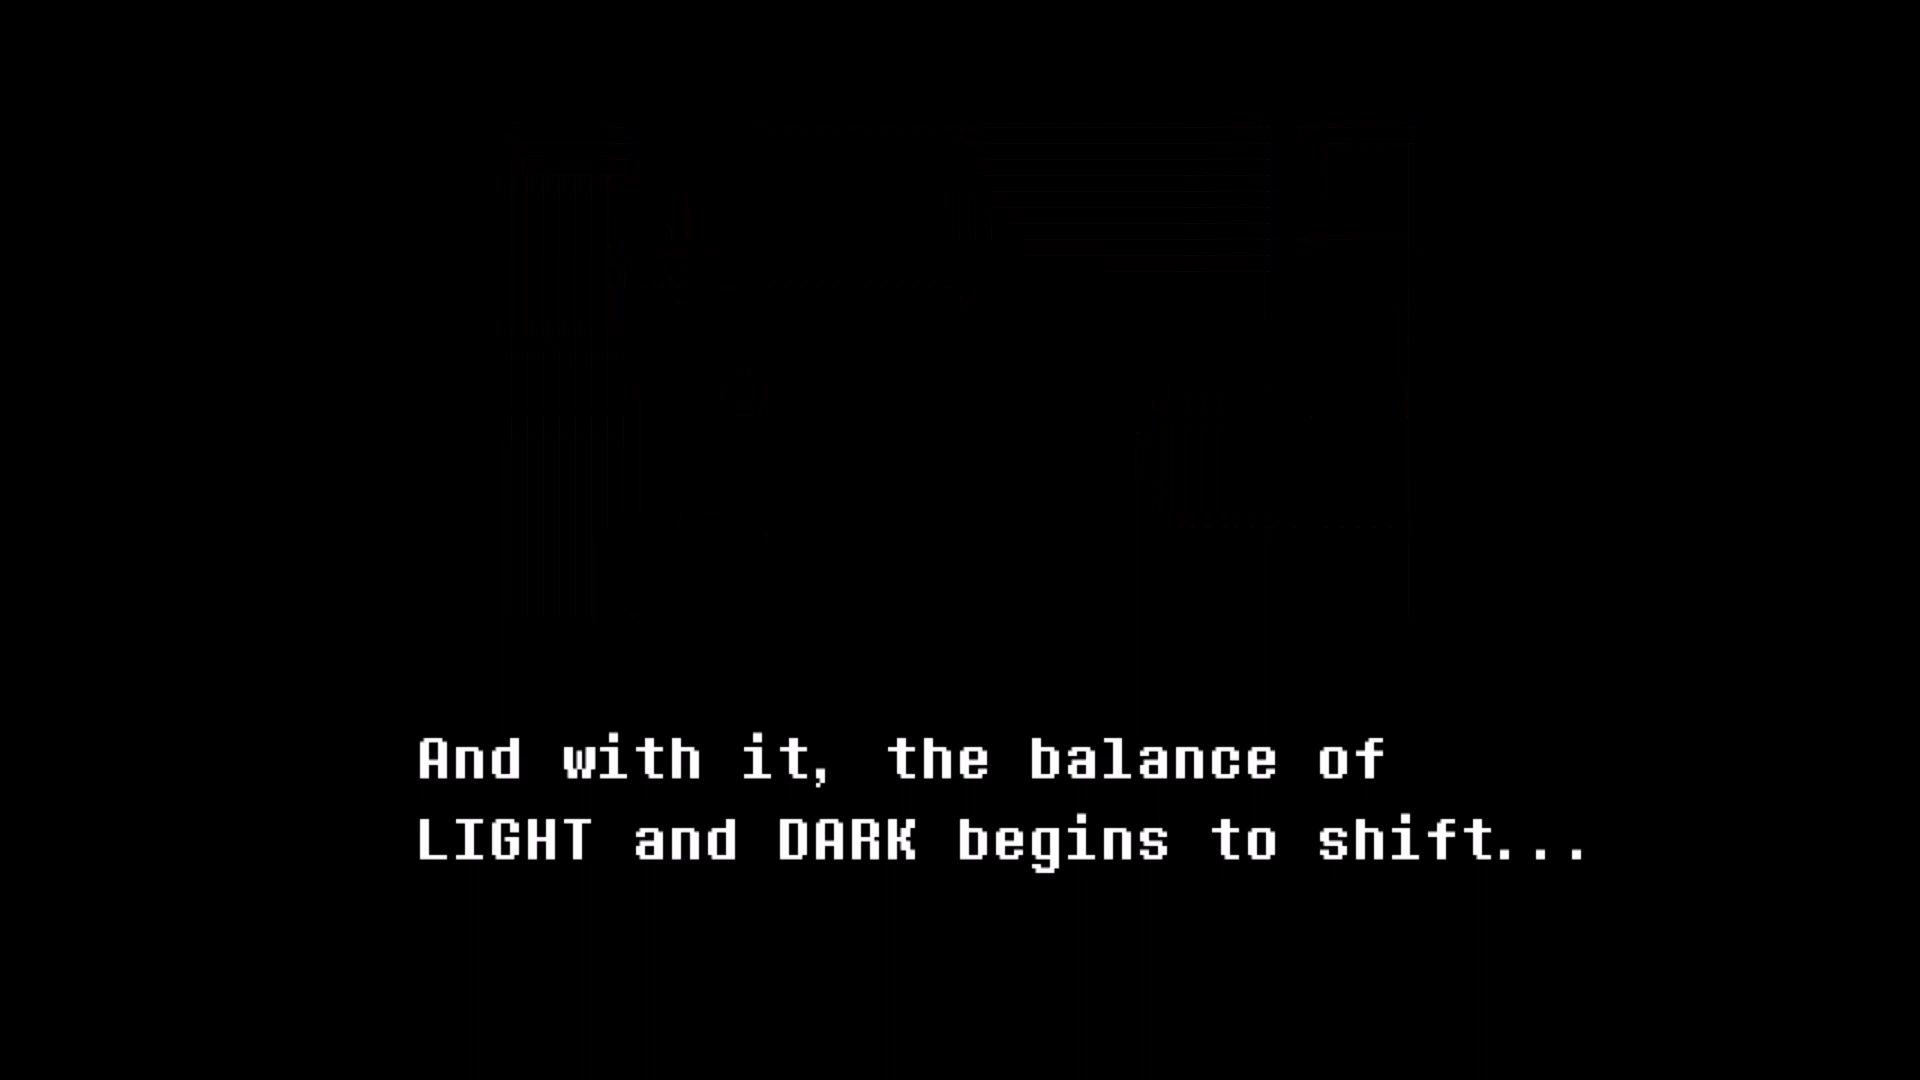 And with it, the balance of
LIGHT and DARK begins to shift...